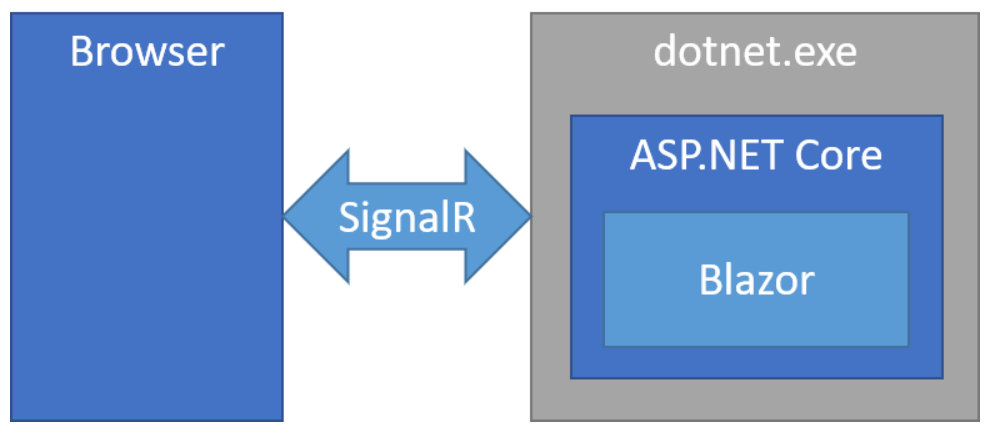 Browser
dotnet.exe
ASP.NET Core
SignalR
Blazor